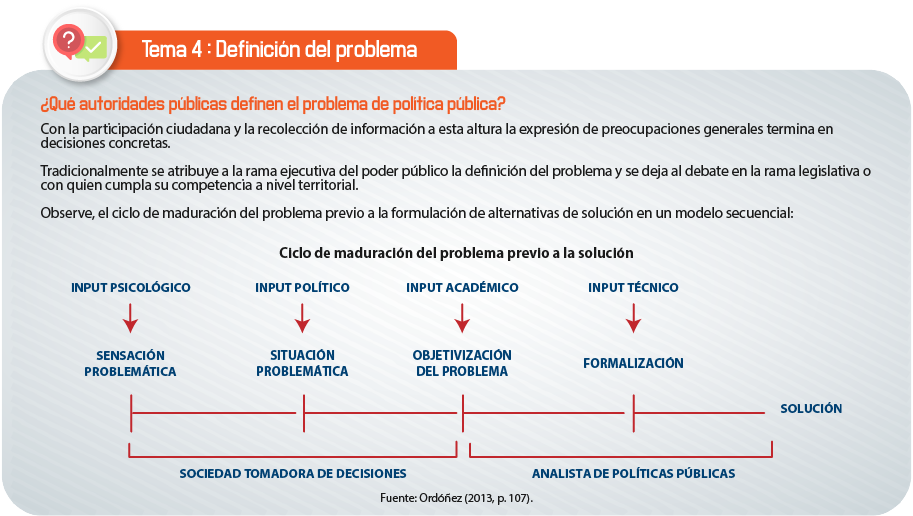 ?
Tema 4 : Definición del problema
¿Qué autoridades públicas definen el problema de política pública?
Con la participación ciudadana y la recolección de información a esta altura la expresión de preocupaciones generales termina en
decisiones concretas.
Tradicionalmente se atribuye a la rama ejecutiva del poder público la definición del problema y se deja al debate en la rama legislativa o
con quien cumpla su competencia a nivel territorial.
Observe, el ciclo de maduración del problema previo a la formulación de alternativas de solución en un modelo secuencial:
Ciclo de maduración del problema previo a la solución
INPUT PSICOLÓGICO INPUT POLÍTICO INPUT ACADÉMICO INPUT TÉCNICO
SENSACIÓN
PROBLEMÁTICA
SITUACIÓN
PROBLEMÁTICA
OBJETIVIZACIÓN
DEL PROBLEMA
FORMALIZACIÓN
SOLUCIÓN
SOCIEDAD TOMADORA DE DECISIONES ANALISTA DE POLÍTICAS PÚBLICAS
Fuente: Ordóñez (2013, p. 107).